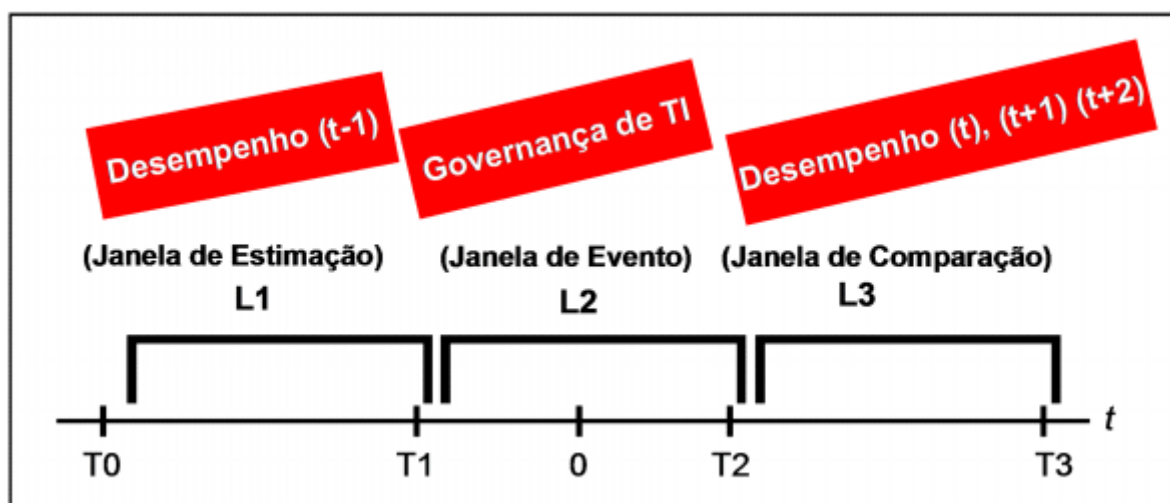 Desempenho (t-1)
Governança de TI
Desempenho (t), (t+1) (t+2)
(Janela de Estimação)
L1
(Janela de Evento)
L2
(Janela de Comparação)
L3
t
T0
T1
0
T2
T3